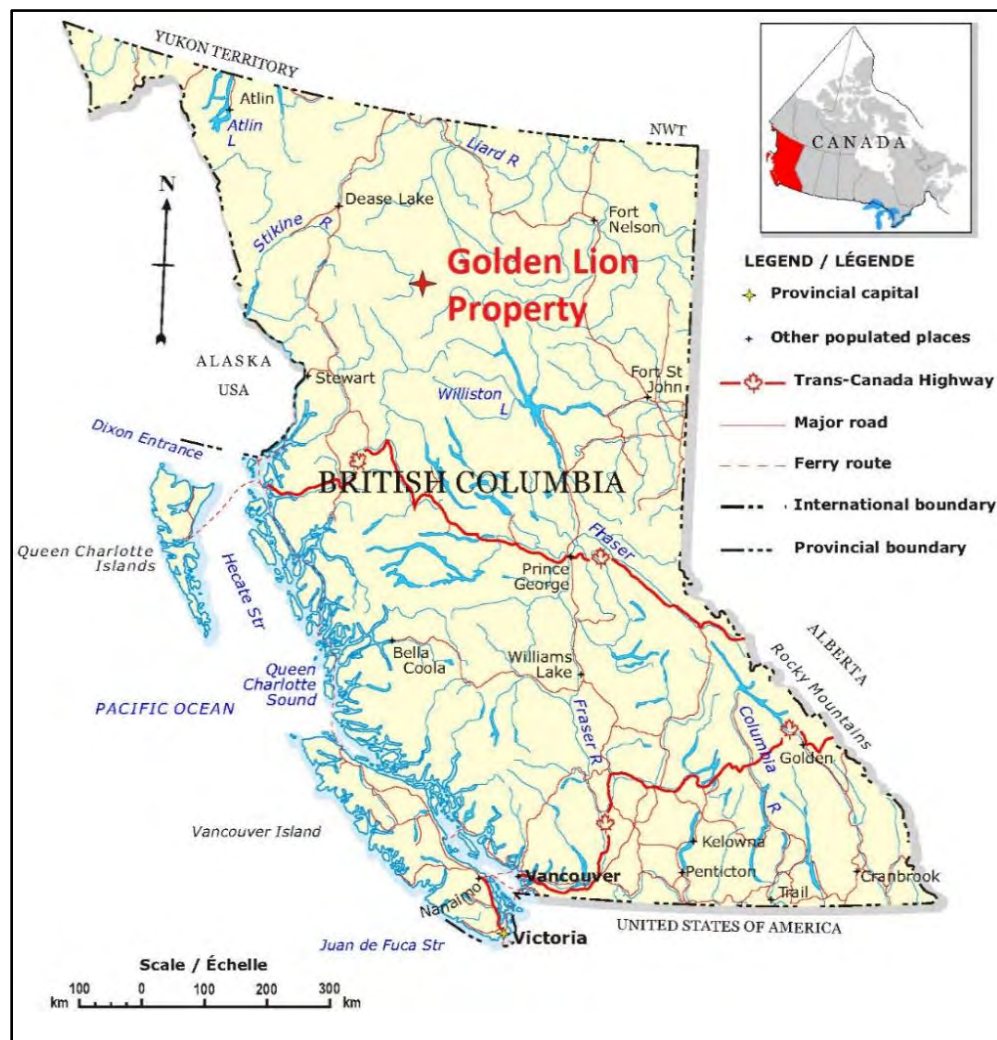 YUKON TERRITORY
NWT
Atlin
Atlin
L
Liard R
N
Dease Lake
Stikine
R
Fort
Nelson
Golden Lion
Property
ALASKA
USA
Stewart
Williston
L
Fort St
John
Dixon Entrance
BRITISH COLUMBIA
Queen Charlotte
Islands
Hecate Str
Fraser
Prince
George
Bella
Coola
Williams
Lake
Queen
Charlotte
Sound
PACIFIC OCEAN
ALBERTA
Rocky Mountains
Fraser R
Columbia
R
Golden
Vancouver Island
Kelowna
Penticton
Cranbrook
Trail
Vancouver
Nanaimo
UNITED STATES OF AMERICA
Juan de Fuca Str
Victoria
Scale / Échelle
100 0 100 200 300
km km
CANADA
LEGEND / LÉGENDE
Provincial capital
Other populated places
Trans-Canada Highway
Major road
Ferry route
International boundary
Provincial boundary